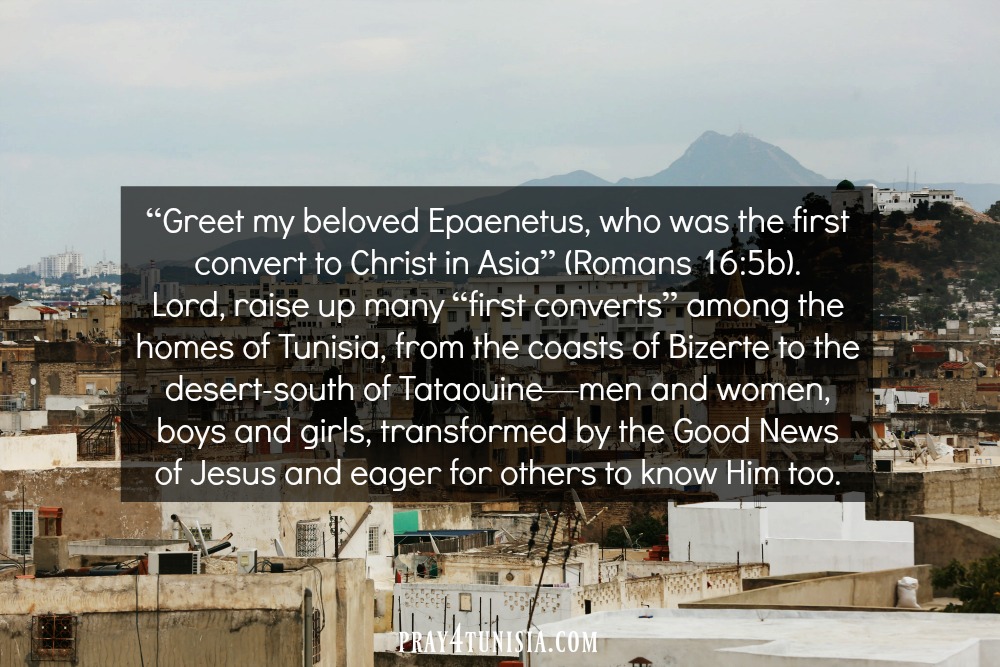 “Greet my beloved Epaenetus, who was the first
convert to Christ in Asia” (Romans 16:5b).
Lord, raise up many “first converts” among the
homes of Tunisia, from the coasts of Bizerte to the
desert-south of Tataouine—men and women,
boys and girls, transformed by the Good News
of Jesus and eager for others to know Him too.
PRAY4TUNISIA.COM